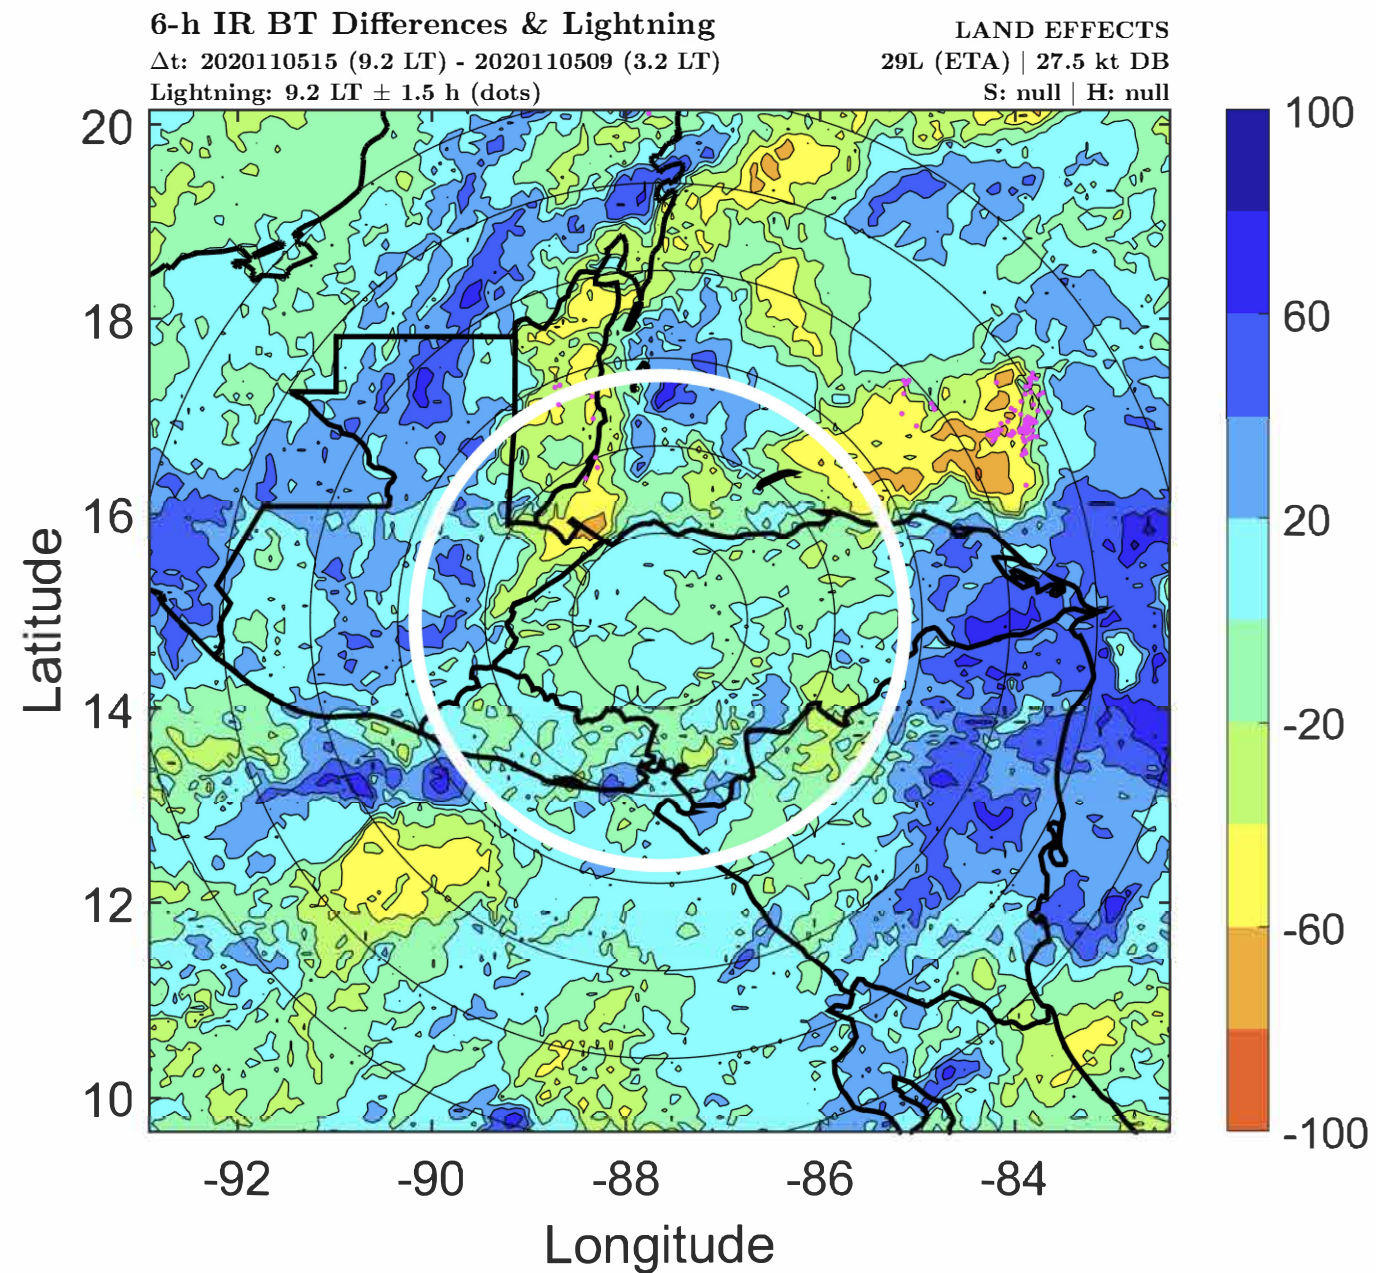 6-h IR BT Differences & Lightning
LAND EFFECTS
Δt: 2020110515 (9.2 LT) - 2020110509 (3.2 LT)
29L (ETA) | 27.5 kt DB
Lightning: 9.2 LT ± 1.5 h (dots)
S: null | H: null
20
18
16
14
12
10
Latitude
-92
-90
-88
-86
-84
Longitude
100
60
20
-20
-60
-100